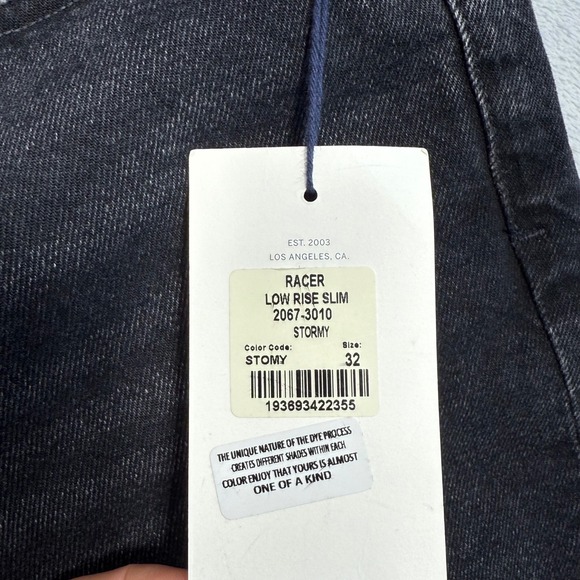 EST. 2003
LOS ANGELES, CA.
RACER
LOW RISE SLIM
2067-3010
STORMY
Color Code: Size:
STOMY 32
193693422355
THE UNIQUE NATURE OF THE DYE PROCESS
CREATES DIFFERENT SHADES WITHIN EACH
COLOR ENJOY THAT YOURS IS ALMOST
ONE OF A KIND